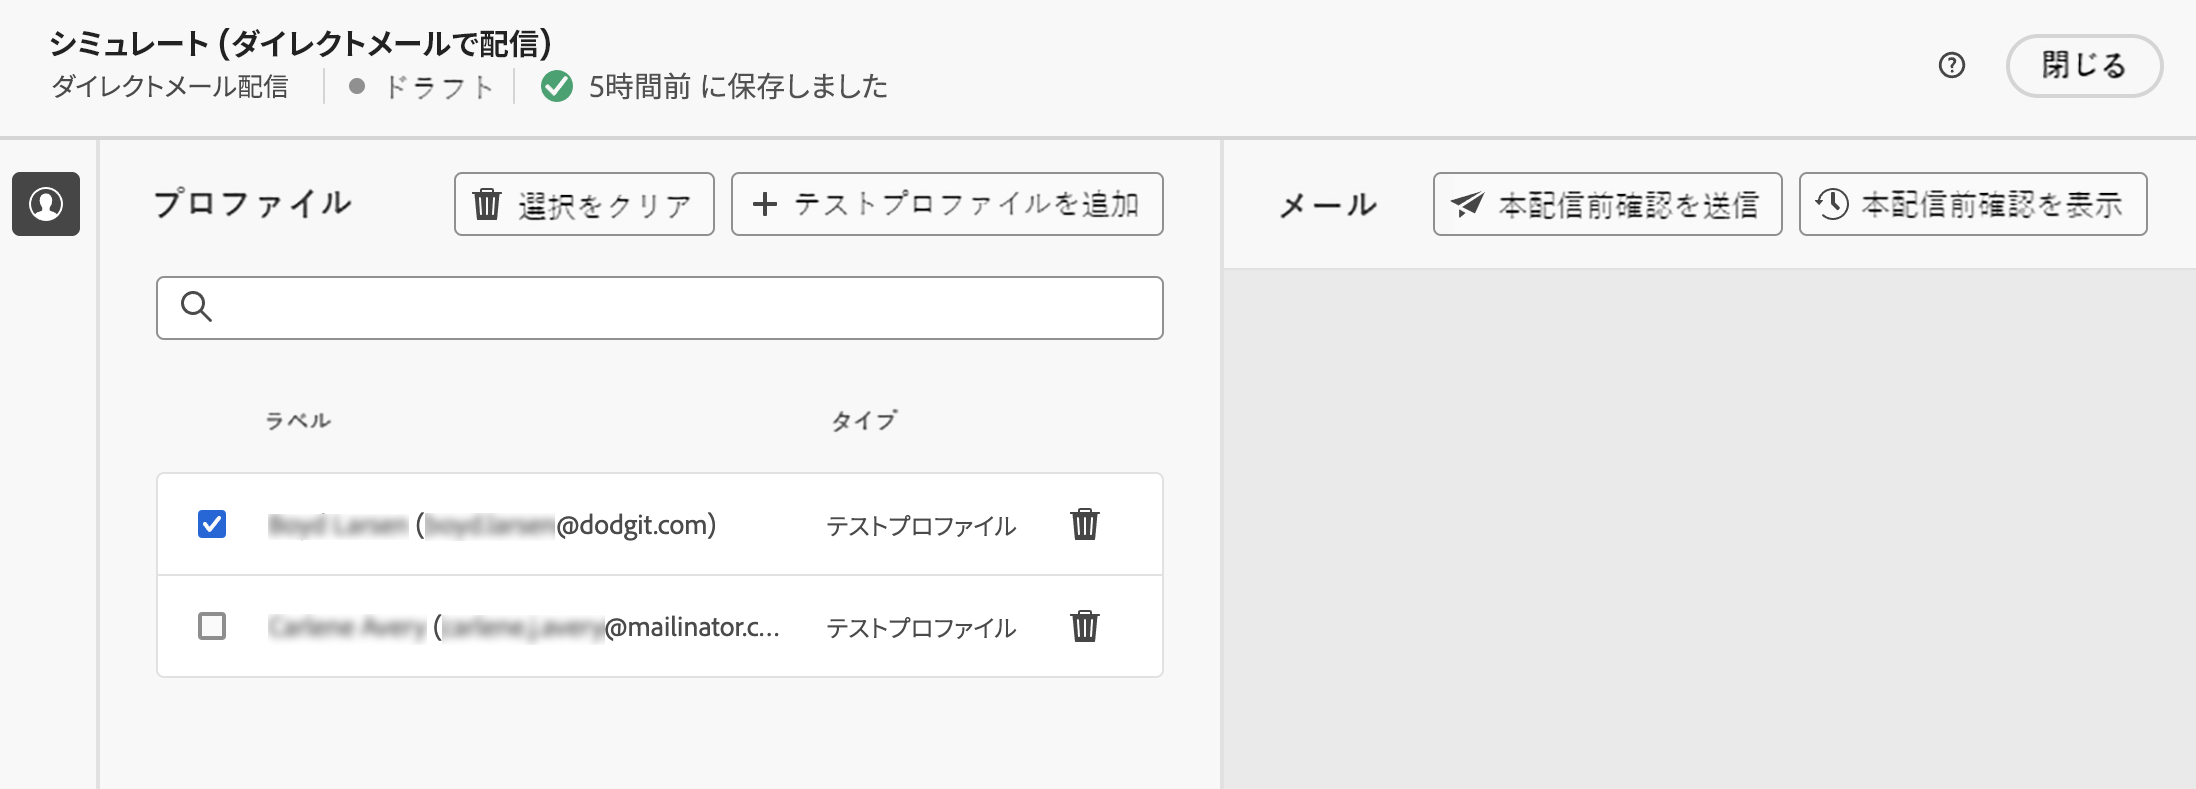 シミュレート (ダイレクトメールで配信)
ダイレクトメール配信 ドラフト 5時間前 に保存しました
閉じる
プロファイル 選択をクリア テストプロファイルを追加
メール 本配信前確認を送信 本配信前確認を表示
ラベル タイプ
(@dodgit.com) テストプロファイル
(@mailinator.c... テストプロファイル